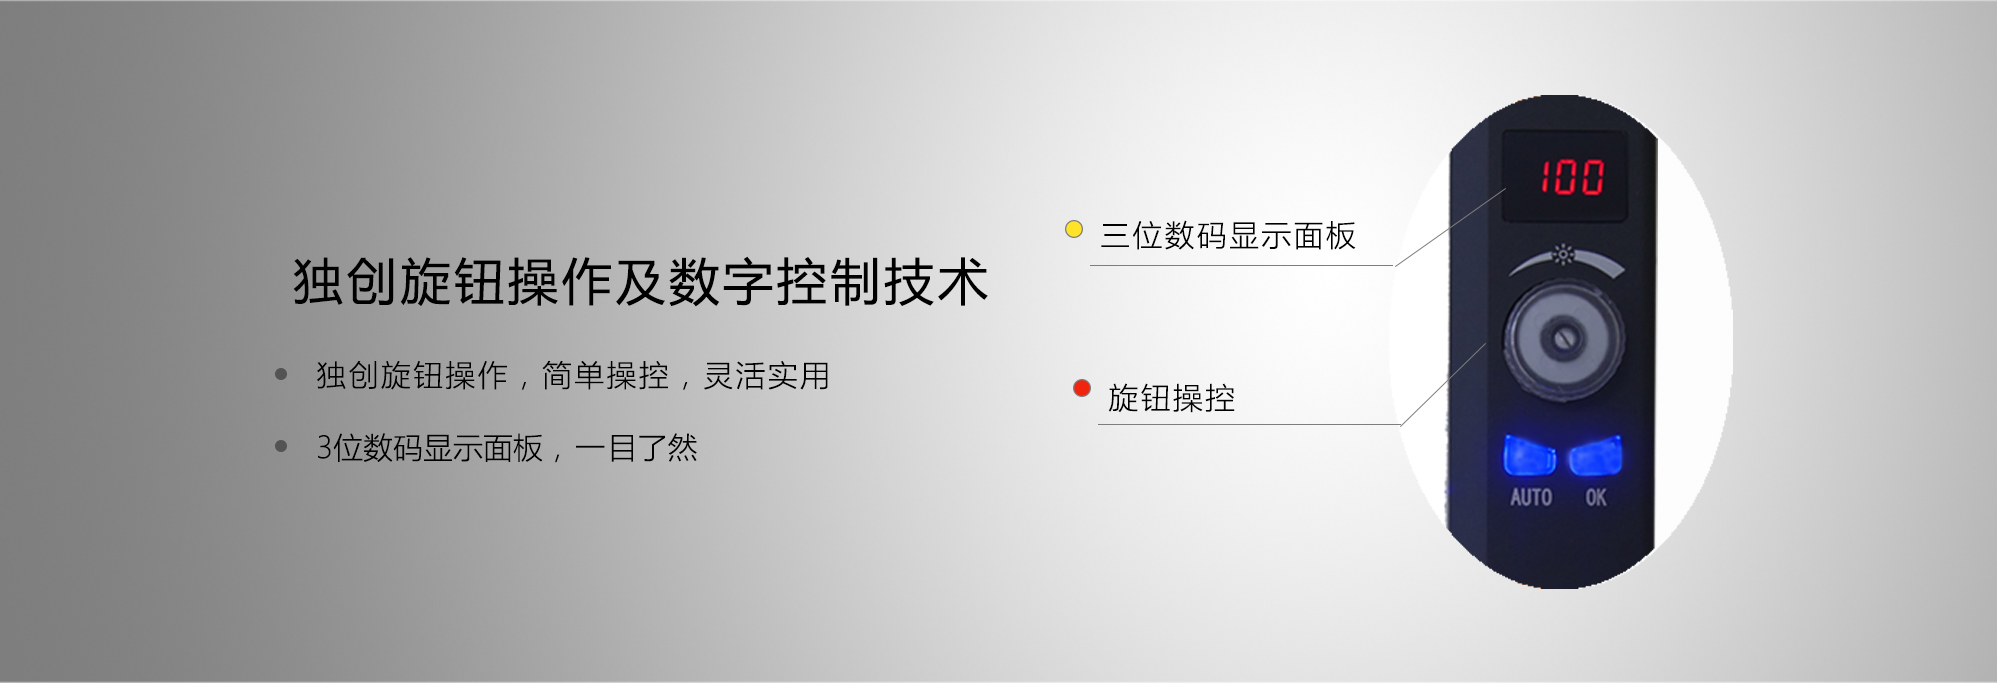 独创旋钮操作及数字控制技术
独创旋钮操作，简单操控，灵活实用
3位数码显示面板，一目了然
三位数码显示面板
旋钮操控
100
AUTO OK